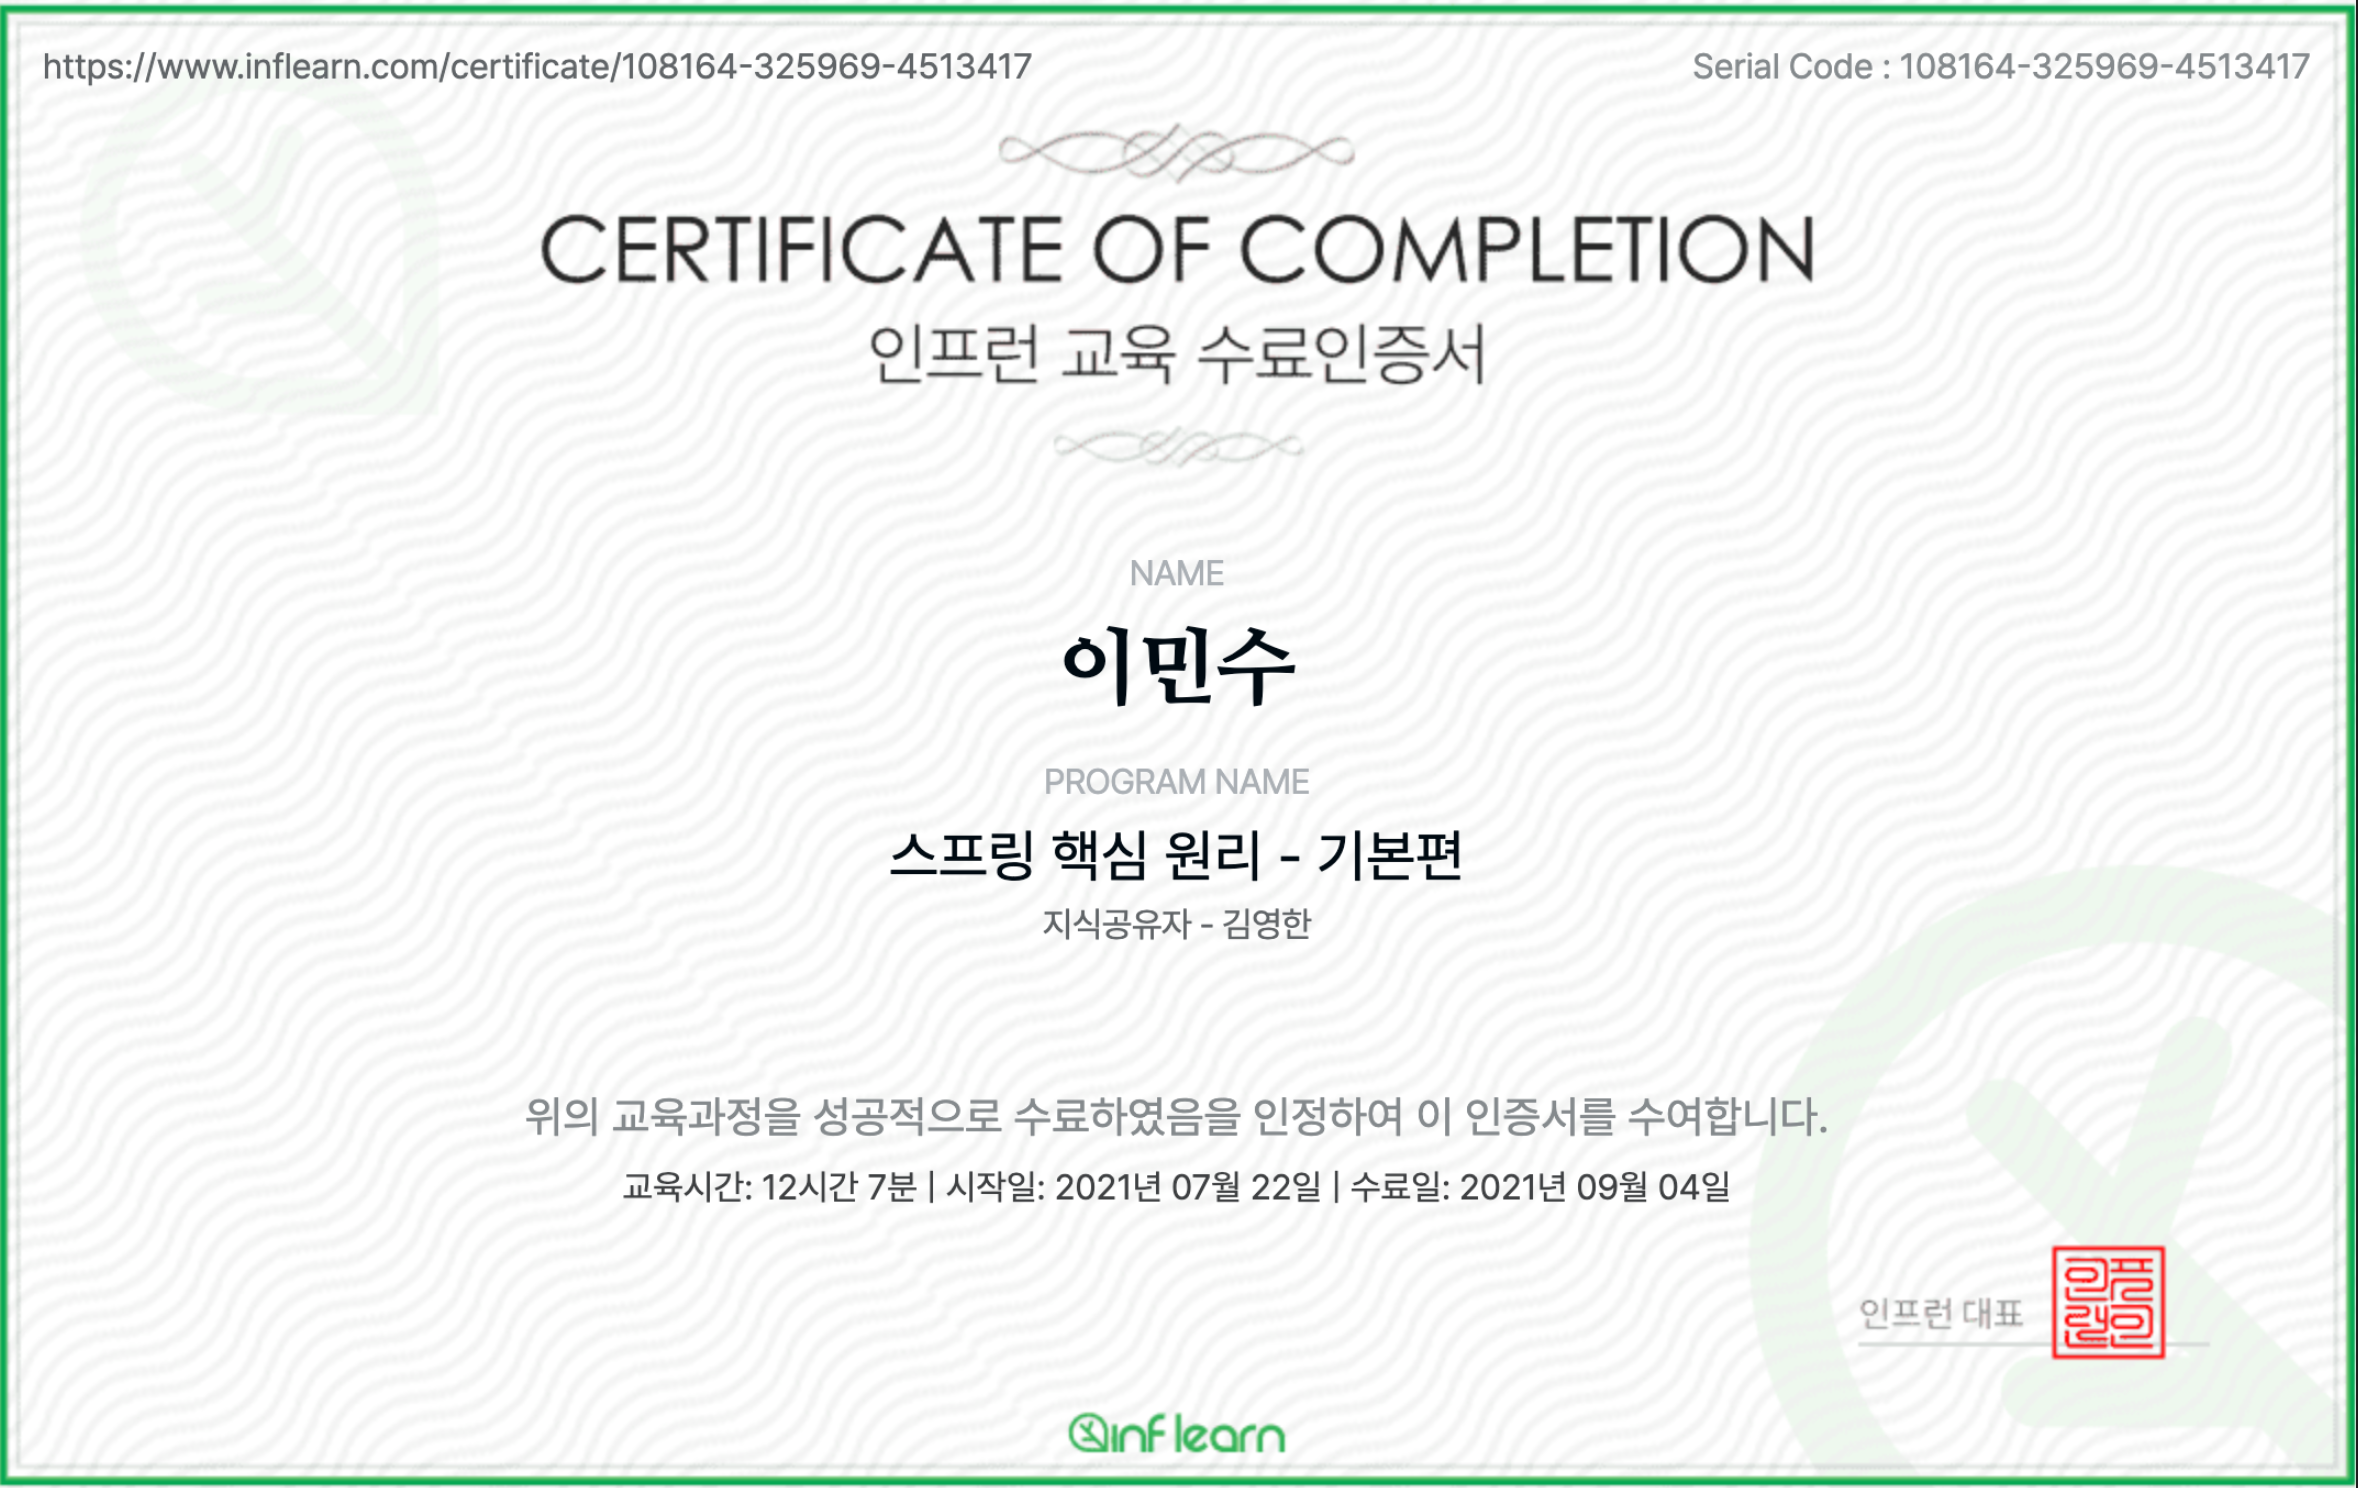 https://www.inflearn.com/certificate/108164-325969-4513417
Serial Code : 108164-325969-4513417
CERTIFICATE OF COMPLETION
인프런 교육 수료인증서
NAME
이민수
PROGRAM NAME
스프링 핵심 원리 - 기본편
지식공유자 - 김영한
위의 교육과정을 성공적으로 수료하였음을 인정하여 이 인증서를 수여합니다.
교육시간: 12시간 7분 | 시작일: 2021년 07월 22일 | 수료일: 2021년 09월 04일
인프런 대표
인프런인
inflearn